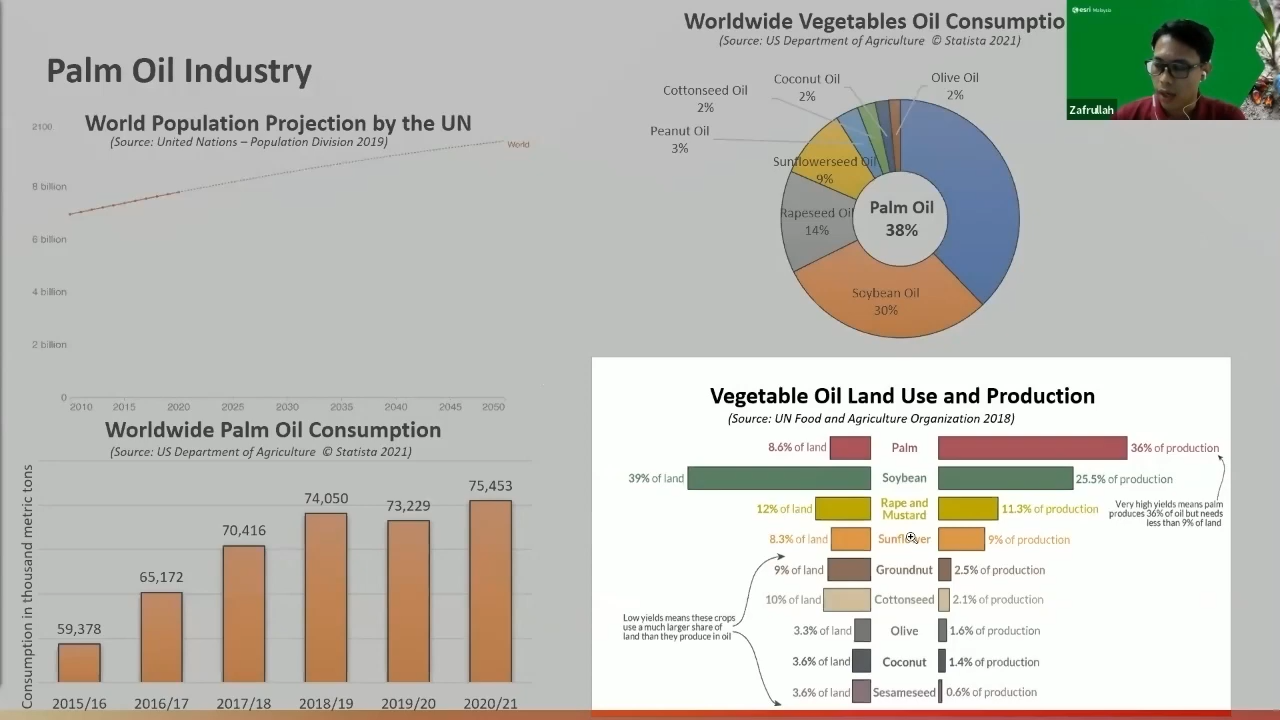 Palm Oil Industry
World Population Projection by the UN
(Source: United Nations – Population Division 2019)
2100
World
8 billion
6 billion
4 billion
2 billion
0
2010 2015 2020 2025 2030 2035 2040 2045 2050
Worldwide Palm Oil Consumption
(Source: US Department of Agriculture © Statista 2021)
Consumption in thousand metric tons
59,378
65,172
70,416
74,050
73,229
75,453
2015/16 2016/17 2017/18 2018/19 2019/20 2020/21
Worldwide Vegetables Oil Consumptio
(Source: US Department of Agriculture © Statista 2021)
Coconut Oil
2%
Olive Oil
2%
Cottonseed Oil
2%
Peanut Oil
3%
Sunflowerseed Oil
9%
Rapeseed Oil
14%
Palm Oil
38%
Soybean Oil
30%
esri Malaysia
Zafrullah
Vegetable Oil Land Use and Production
(Source: UN Food and Agriculture Organization 2018)
8.6% of land Palm 36% of production
39% of land Soybean 25.5% of production
12% of land Rape and Mustard 11.3% of production
Very high yields means palm
produces 36% of oil but needs
less than 9% of land
8.3% of land Sunflower 9% of production
9% of land Groundnut 2.5% of production
10% of land Cottonseed 2.1% of production
Low yields means these crops
use a much larger share of
land than they produce in oil
3.3% of land Olive 1.6% of production
3.6% of land Coconut 1.4% of production
3.6% of land Sesameseed 0.6% of production